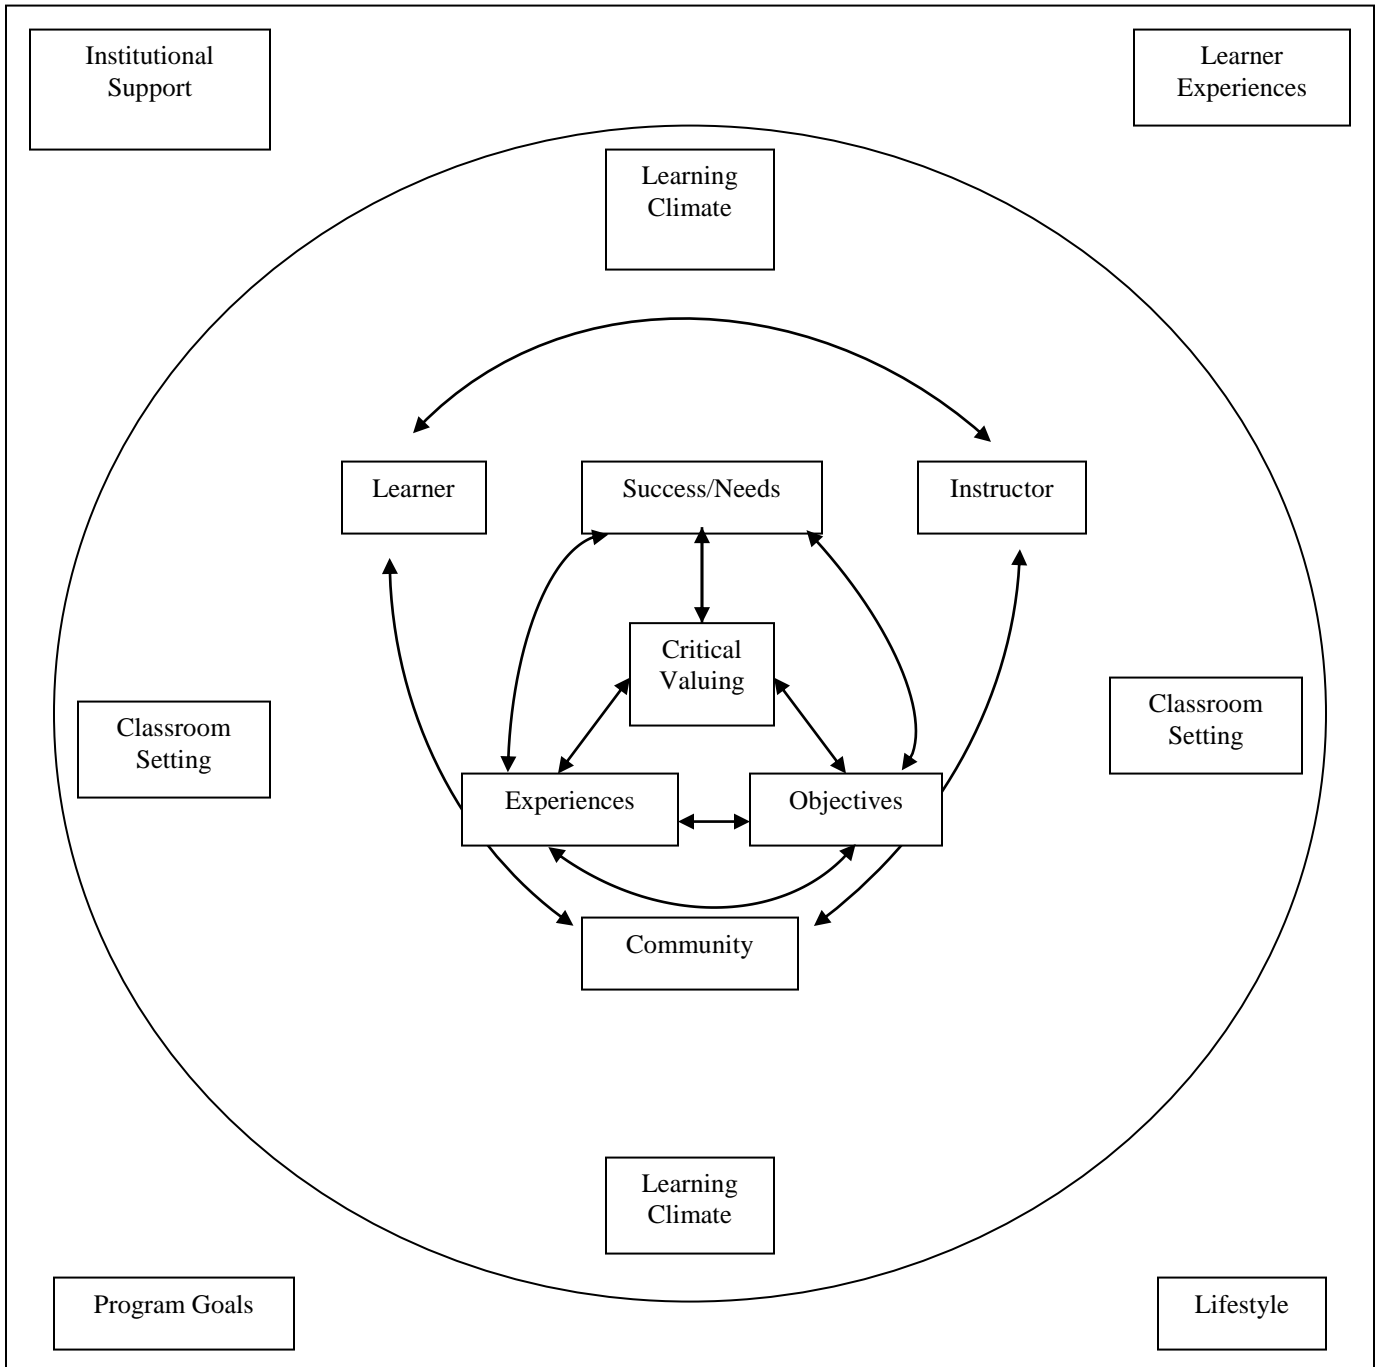 Institutional
Support
Learner
Experiences
Learning
Climate
Learner
Success/Needs
Instructor
Critical
Valuing
Classroom
Setting
Classroom
Setting
Experiences
Objectives
Community
Learning
Climate
Program Goals
Lifestyle